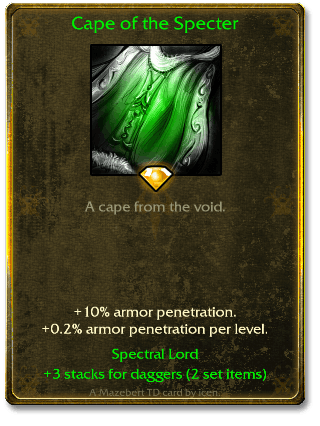 Cape of the Specter
A cape from the void.
+10% armor penetration.
+0.2% armor penetration per level.
Spectral Lord
+3 stacks for daggers (2 set items)
A Mazebert TD card by icen.